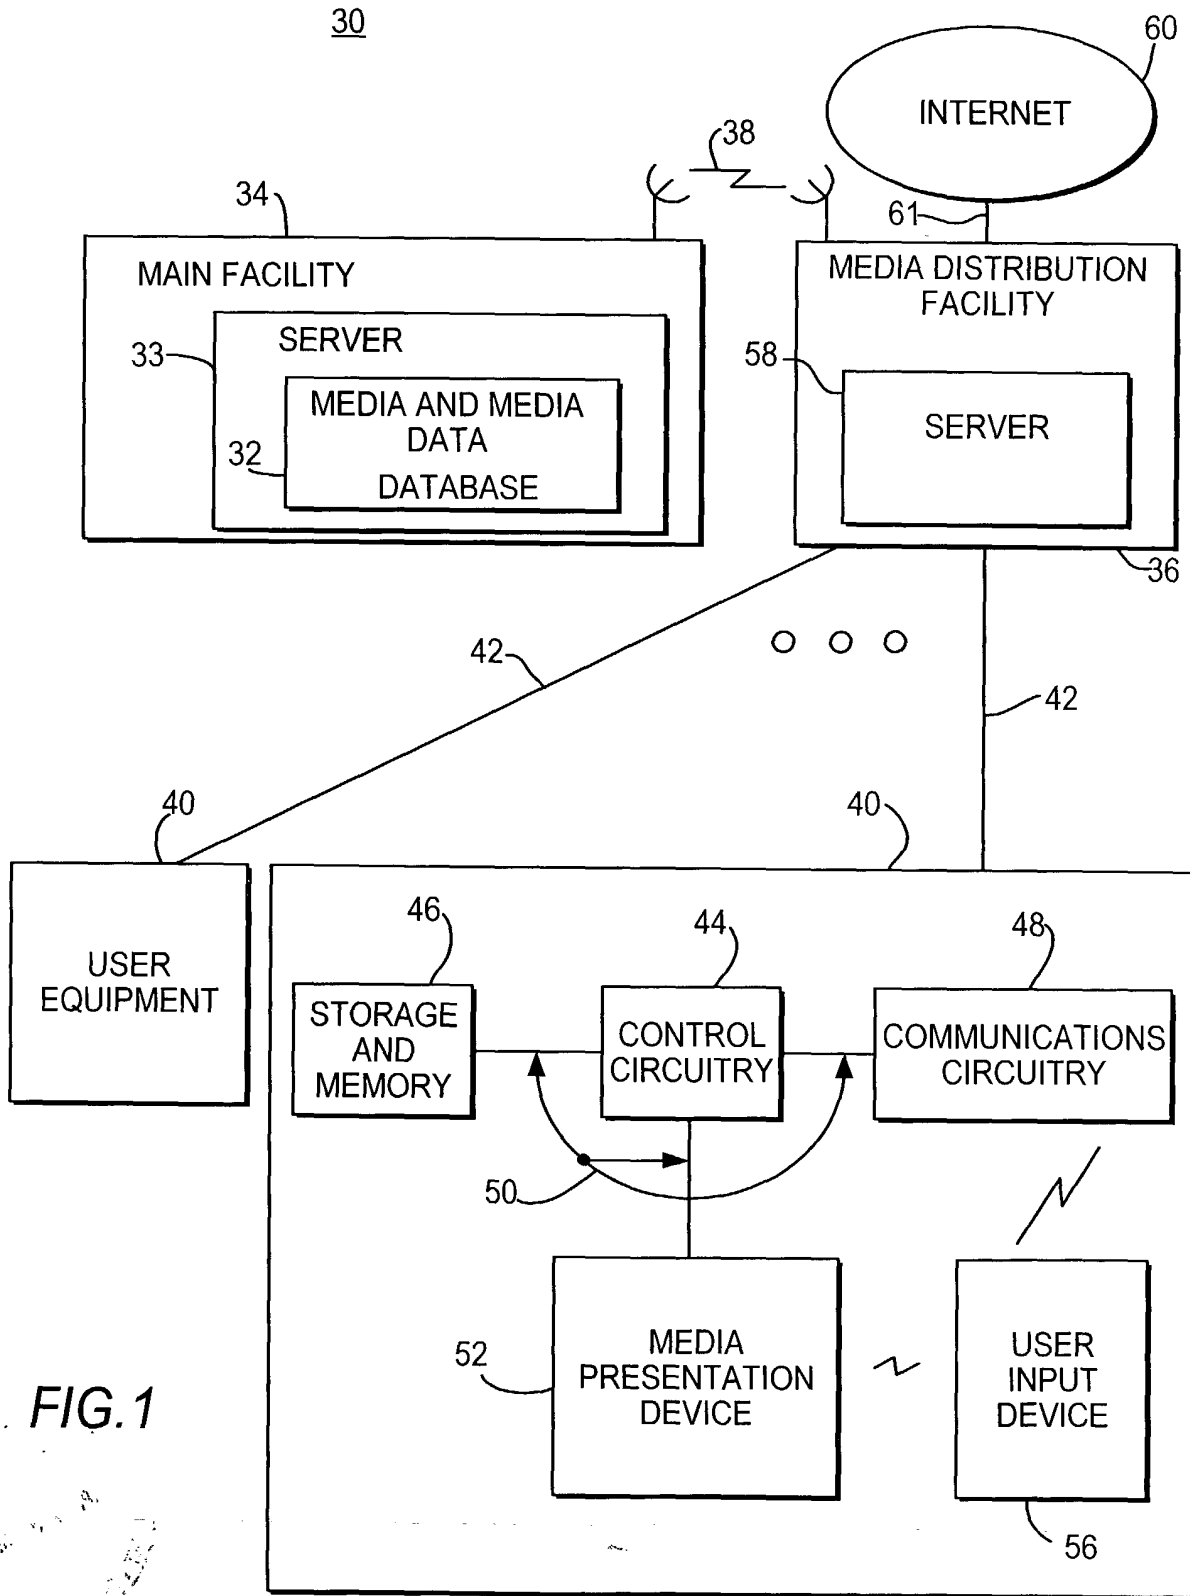 30
60
INTERNET
38
34
61
MAIN FACILITY
MEDIA DISTRIBUTION
FACILITY
33
SERVER
58
MEDIA AND MEDIA
DATA
DATABASE
32
SERVER
36
42
42
40
40
USER
EQUIPMENT
46
44
48
STORAGE
AND
MEMORY
CONTROL
CIRCUITRY
COMMUNICATIONS
CIRCUITRY
50
52
MEDIA
PRESENTATION
DEVICE
USER
INPUT
DEVICE
56
FIG.1